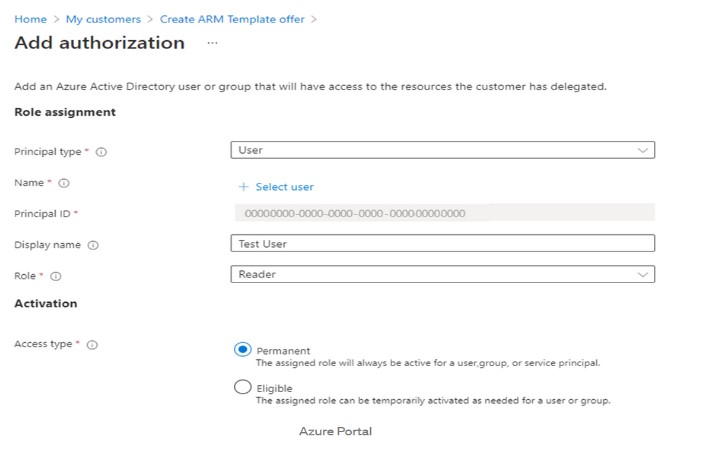 Home > My customers > Create ARM Template offer >
Add authorization ...
Add an Azure Active Directory user or group that will have access to the resources the customer has delegated.
Role assignment
Principal type * User
Name * + Select user
Principal ID * 00000000-0000-0000-0000-000000000000
Display name Test User
Role * Reader
Activation
Access type * Permanent
The assigned role will always be active for a user,group, or service principal.
Eligible
The assigned role can be temporarily activated as needed for a user or group.
Azure Portal